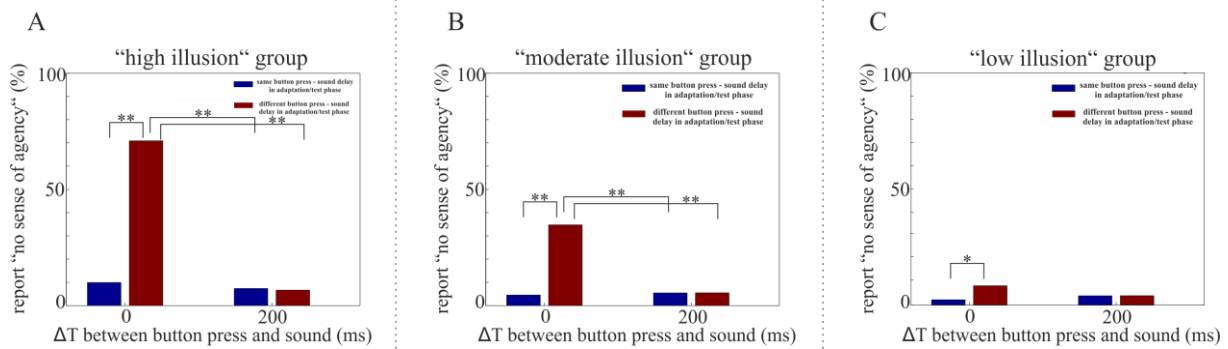 A
"high illusion" group
report "no sense of agency" (%)
100
50
0
same button press - sound delay
in adaptation/test phase
different button press - sound
delay in adaptation/test phase
**
**
**
0
200
ΔT between button press and sound (ms)
B
"moderate illusion" group
report "no sense of agency" (%)
100
50
0
same button press - sound delay
in adaptation/test phase
different button press - sound
delay in adaptation/test phase
**
**
**
0
200
ΔT between button press and sound (ms)
C
"low illusion" group
report "no sense of agency" (%)
100
50
0
same button press - sound delay
in adaptation/test phase
different button press - sound
delay in adaptation/test phase
*
0
200
ΔT between button press and sound (ms)